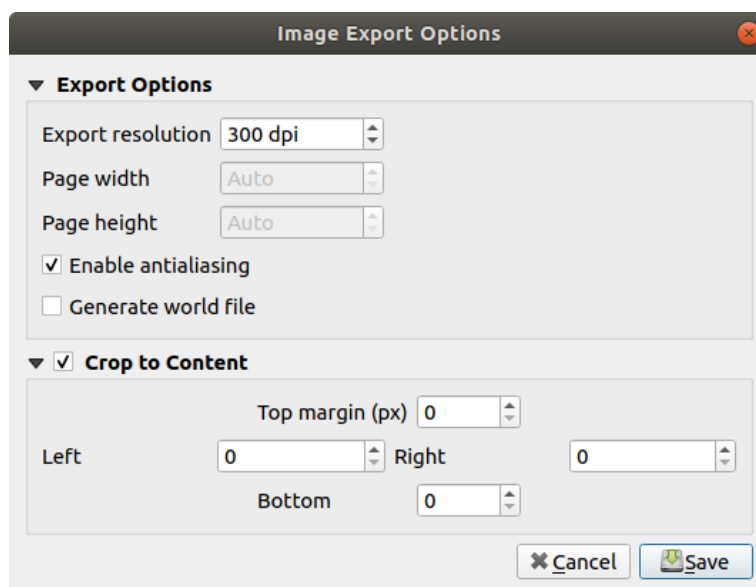 Image Export Options
Export Options
Export resolution 300 dpi
Page width Auto
Page height Auto
Enable antialiasing
Generate world file
Crop to Content
Top margin (px) 0
Left 0 Right 0
Bottom 0
Cancel Save